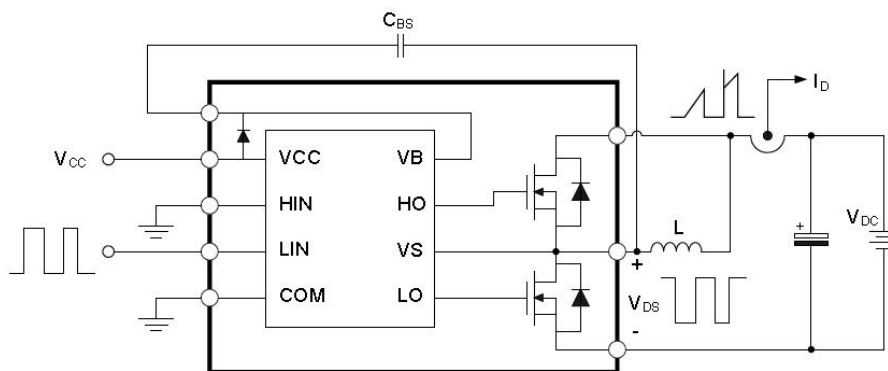 CBS
ID
VCC
VCC
VB
HIN
HO
LIN
VS
COM
LO
L
+
VDS
-
+
VDC